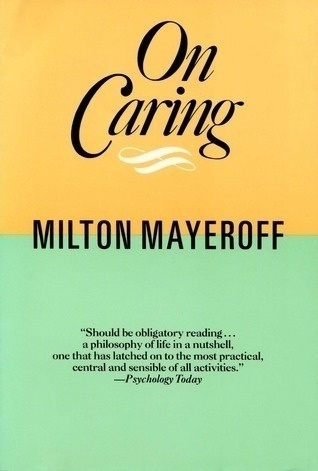 On
Caring
MILTON MAYEROFF
“Should be obligatory reading...
a philosophy of life in a nutshell,
one that has latched on to the most practical,
central and sensible of all activities.”
—Psychology Today